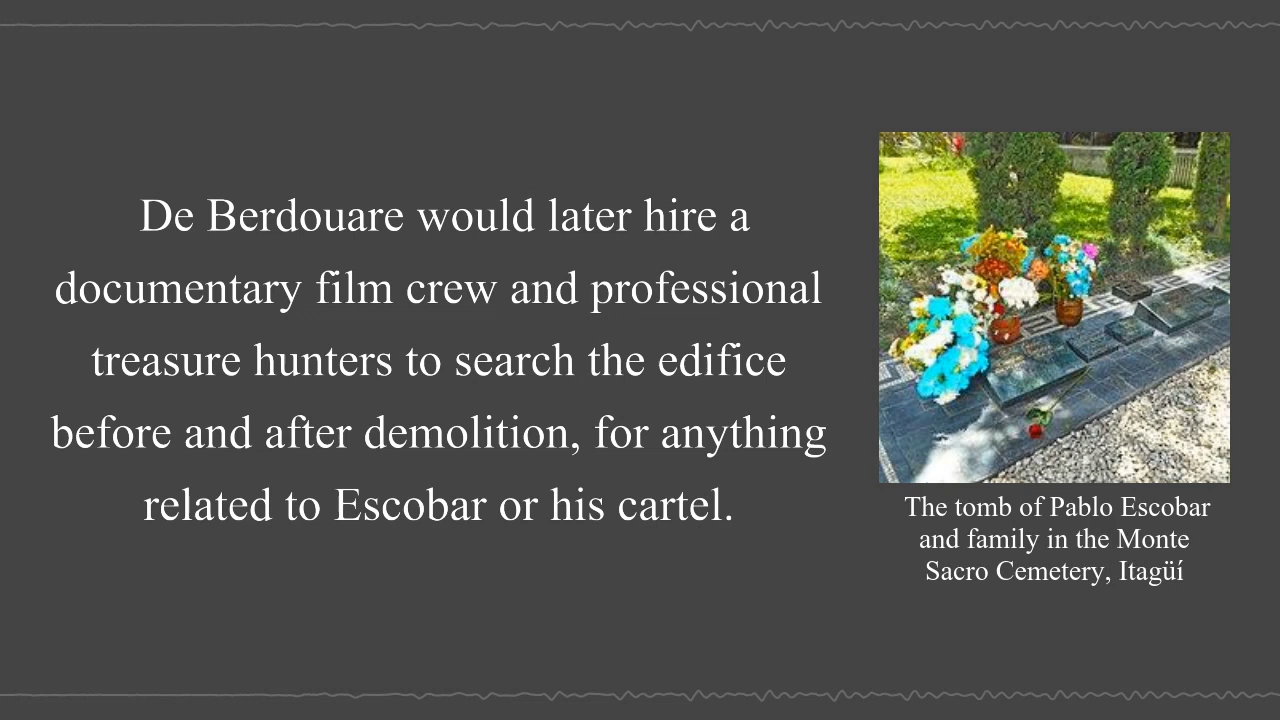 De Berdouare would later hire a
documentary film crew and professional
treasure hunters to search the edifice
before and after demolition, for anything
related to Escobar or his cartel.
The tomb of Pablo Escobar
and family in the Monte
Sacro Cemetery, Itagüí